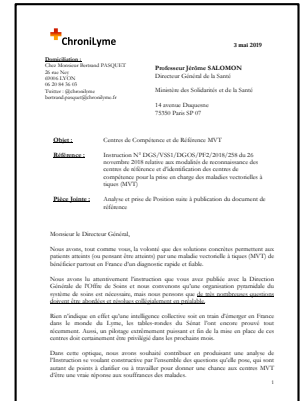 ChroniLyme
3 mai 2019
Domiciliation :
Chez Monsieur Bertrand PASQUET
26 rue Ney
69006 LYON
06 20 84 36 03
Twitter : @chronilyme
bertrand.pasquet@chronilyme.fr
Professeur Jérôme SALOMON
Directeur Général de la Santé
Ministère des Solidarités et de la Santé
14 avenue Duquesne
75350 Paris SP 07
Objet : Centres de Compétence et de Référence MVT
Référence : Instruction N° DGS/VSS1/DGOS/PF2/2018/258 du 26
novembre 2018 relative aux modalités de reconnaissance des
centres de référence et d'identification des centres de
compétence pour la prise en charge des maladies vectorielles à
tiques (MVT)
Pièce Jointe : Analyse et prise de Position suite à publication du document de
référence
Monsieur le Directeur Général,
Nous avons, tout comme vous, la volonté que des solutions concrètes permettent aux
patients atteints (ou pensant être atteints) par une maladie vectorielle à tiques (MVT) de
bénéficier partout en France d'un diagnostic rapide et fiable.
Nous avons lu attentivement l'instruction que vous avez publiée avec la Direction
Générale de l'Offre de Soins et nous convenons qu'une organisation pyramidale du
système de soins est nécessaire, mais nous pensons que de très nombreuses questions
doivent être abordées et résolues collégialement en préalable.
Rien n'indique en effet qu'une intelligence collective soit en train d'émerger en France
dans le monde du Lyme, les tables-rondes du Sénat l'ont encore prouvé tout
récemment. Aussi, un pilotage extrêmement puissant et fin de la mise en place de ces
centres doit certainement être privilégié dans les prochains mois.
Dans cette optique, nous avons souhaité contribuer en produisant une analyse de
l'Instruction se voulant constructive par l'ensemble des questions qu'elle pose, qui sont
autant de points à clarifier ou à travailler pour donner une chance aux centres MVT
d'être une vraie réponse aux souffrances des malades.
1